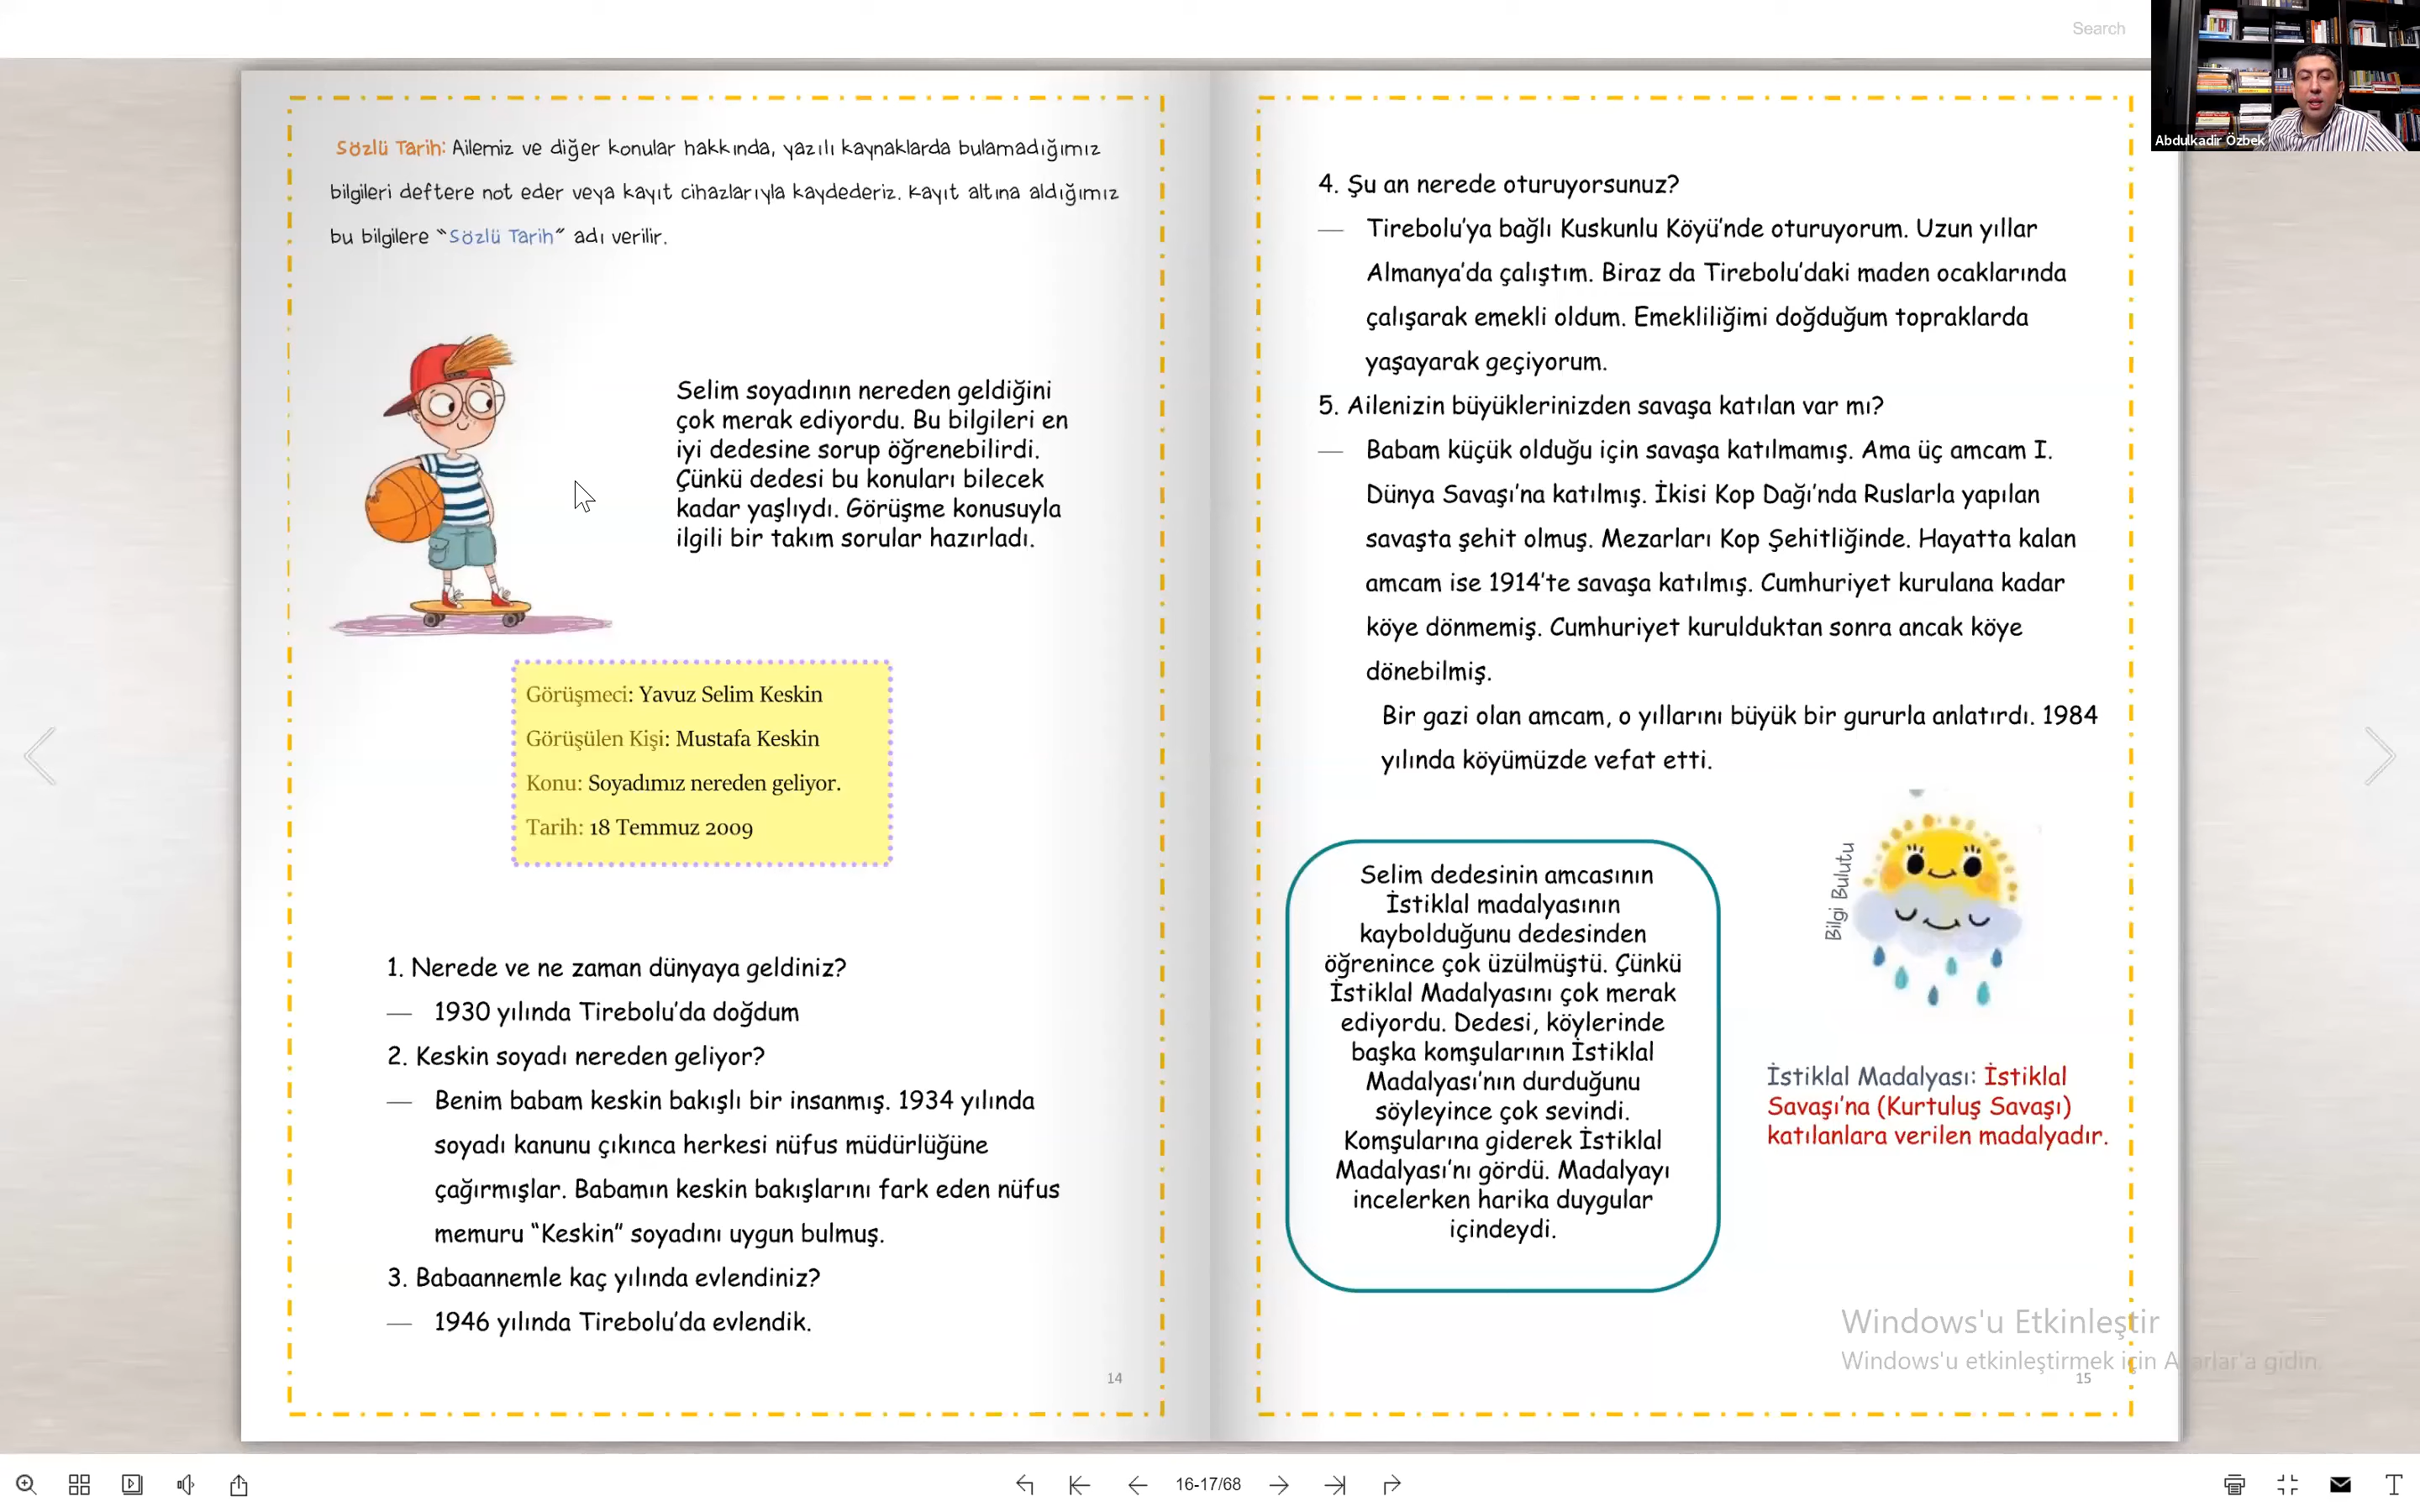 Search
Abdulkadir Özbek
Sözlü Tarih: Ailemiz ve diğer konular hakkında, yazılı kaynaklarda bulamadığımız
bilgileri deftere not eder veya kayıt cihazlarıyla kaydederiz. Kayıt altına aldığımız
bu bilgilere “Sözlü Tarih” adı verilir.
Selim soyadının nereden geldiğini
çok merak ediyordu. Bu bilgileri en
iyi dedesine sorup öğrenebilirdi.
Çünkü dedesi bu konuları bilecek
kadar yaşlıydı. Görüşme konusuyla
ilgili bir takım sorular hazırladı.
Görüşmeci: Yavuz Selim Keskin
Görüşülen Kişi: Mustafa Keskin
Konu: Soyadımız nereden geliyor.
Tarih: 18 Temmuz 2009
1. Nerede ve ne zaman dünyaya geldiniz?
— 1930 yılında Tirebolu’da doğdum
2. Keskin soyadı nereden geliyor?
— Benim babam keskin bakışlı bir insanmış. 1934 yılında
soyadı kanunu çıkınca herkesi nüfus müdürlüğüne
çağırmışlar. Babamın keskin bakışlarını fark eden nüfus
memuru “Keskin” soyadını uygun bulmuş.
3. Babaannemle kaç yılında evlendiniz?
— 1946 yılında Tirebolu’da evlendik.
14
4. Şu an nerede oturuyorsunuz?
— Tirebolu’ya bağlı Kuskunlu Köyü’nde oturuyorum. Uzun yıllar
Almanya’da çalıştım. Biraz da Tirebolu’daki maden ocaklarında
çalışarak emekli oldum. Emekliliğimi doğduğum topraklarda
yaşayarak geçiyorum.
5. Ailenizin büyüklerinizden savaşa katılan var mı?
— Babam küçük olduğu için savaşa katılmamış. Ama üç amcam I.
Dünya Savaşı’na katılmış. İkisi Kop Dağı’nda Ruslarla yapılan
savaşta şehit olmuş. Mezarları Kop Şehitliğinde. Hayatta kalan
amcam ise 1914’te savaşa katılmış. Cumhuriyet kurulana kadar
köye dönmemiş. Cumhuriyet kurulduktan sonra ancak köye
dönebilmiş.
Bir gazi olan amcam, o yıllarını büyük bir gururla anlatırdı. 1984
yılında köyümüzde vefat etti.
Selim dedesinin amcasının
İstiklal madalyasının
kaybolduğunu dedesinden
öğrenince çok üzülmüştü. Çünkü
İstiklal Madalyasını çok merak
ediyordu. Dedesi, köylerinde
başka komşularının İstiklal
Madalyası’nın durduğunu
söyleyince çok sevindi.
Komşularına giderek İstiklal
Madalyası’nı gördü. Madalyayı
incelerken harika duygular
içindeydi.
Bilgi Bulutu
İstiklal Madalyası: İstiklal
Savaşı’na (Kurtuluş Savaşı)
katılanlara verilen madalyadır.
Windows'u Etkinleştir
Windows'u etkinleştirmek için Ayarlar'a gidin.
15
16-17/68